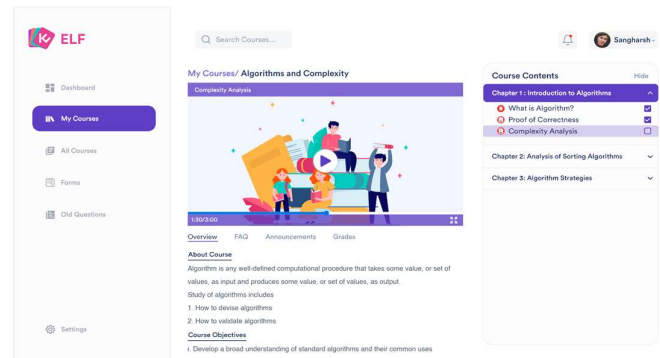 ELF
Search Courses...
Sangharsh
Dashboard
My Courses
All Courses
Forms
Old Questions
Settings
My Courses/ Algorithms and Complexity
Complexity Analysis
1:30/3:00
Overview FAQ Announcements Grades
About Course
Algorithm is any well-defined computational procedure that takes some value, or set of
values, as input and produces some value, or set of values, as output.
Study of algorithms includes
1. How to devise algorithms
2. How to validate algorithms
Course Objectives
i. Develop a broad understanding of standard algorithms and their common uses
Course Contents Hide
Chapter 1 : Introduction to Algorithms
What is Algorithm?
Proof of Correctness
Complexity Analysis
Chapter 2: Analysis of Sorting Algorithms
Chapter 3: Algorithm Strategies